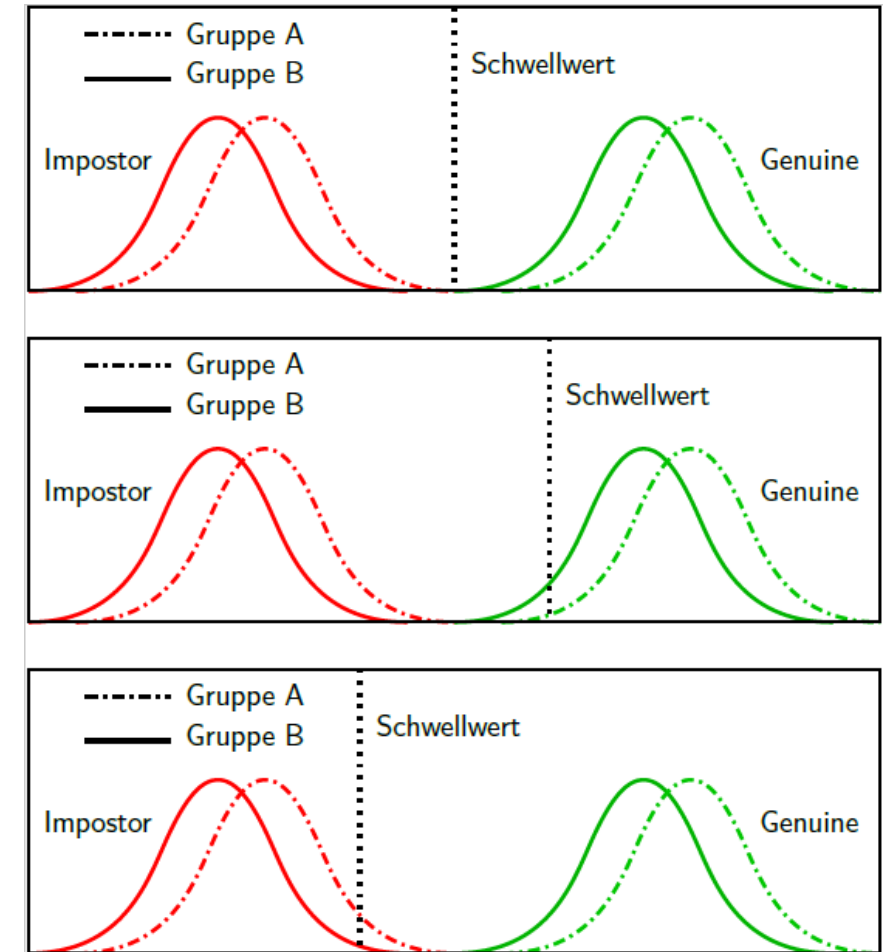 Gruppe A
Gruppe B
Schwellwert
Impostor
Genuine
Gruppe A
Gruppe B
Schwellwert
Impostor
Genuine
Gruppe A
Gruppe B
Schwellwert
Impostor
Genuine